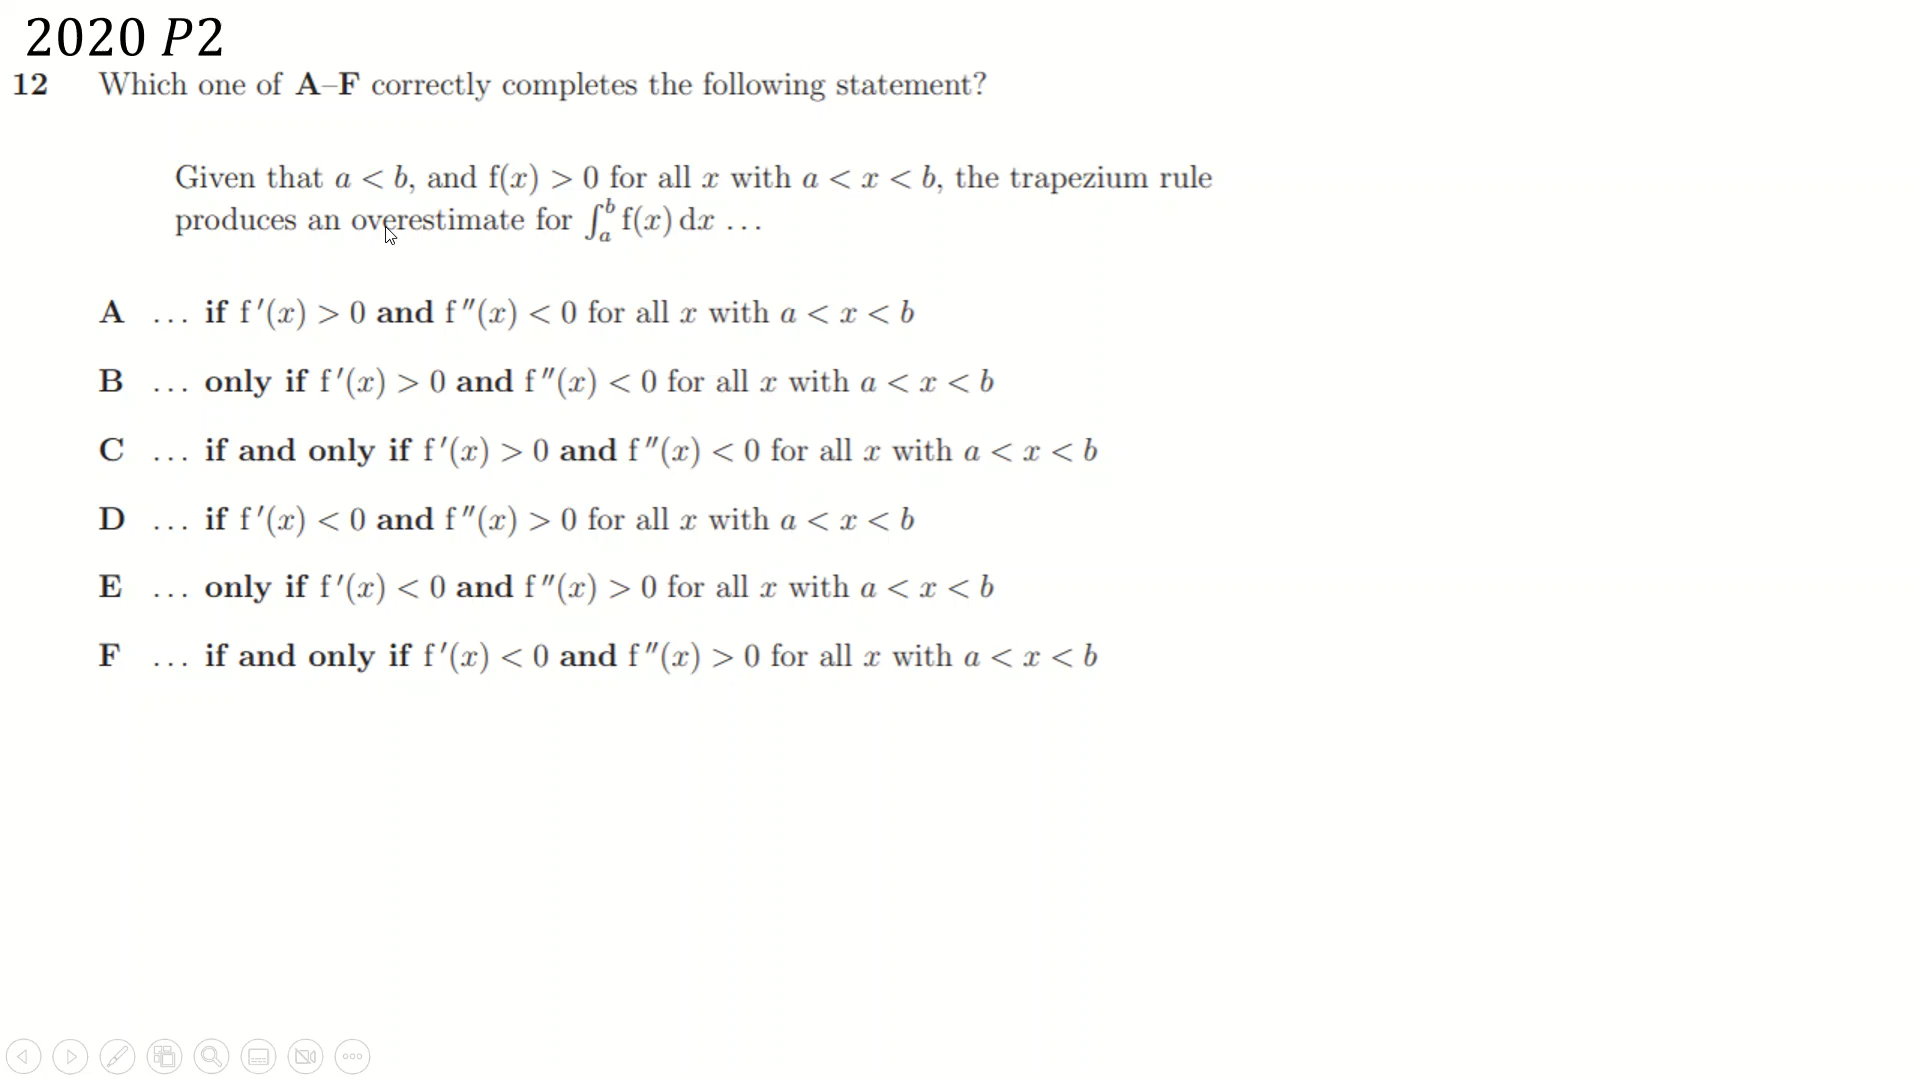 2020 P2
12 Which one of A–F correctly completes the following statement?
Given that a < b, and f(x) > 0 for all x with a < x < b, the trapezium rule
produces an overestimate for ∫ₐᵇ f(x) dx ...
A ... if f′(x) > 0 and f″(x) < 0 for all x with a < x < b
B ... only if f′(x) > 0 and f″(x) < 0 for all x with a < x < b
C ... if and only if f′(x) > 0 and f″(x) < 0 for all x with a < x < b
D ... if f′(x) < 0 and f″(x) > 0 for all x with a < x < b
E ... only if f′(x) < 0 and f″(x) > 0 for all x with a < x < b
F ... if and only if f′(x) < 0 and f″(x) > 0 for all x with a < x < b